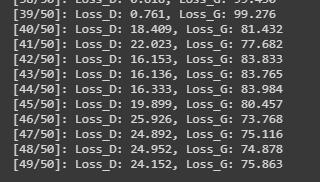 [39/50]: Loss_D: 0.761, Loss_G: 99.276
[40/50]: Loss_D: 18.409, Loss_G: 81.432
[41/50]: Loss_D: 22.023, Loss_G: 77.682
[42/50]: Loss_D: 16.153, Loss_G: 83.833
[43/50]: Loss_D: 16.136, Loss_G: 83.765
[44/50]: Loss_D: 16.333, Loss_G: 83.984
[45/50]: Loss_D: 19.899, Loss_G: 80.457
[46/50]: Loss_D: 25.926, Loss_G: 73.768
[47/50]: Loss_D: 24.892, Loss_G: 75.116
[48/50]: Loss_D: 24.952, Loss_G: 74.878
[49/50]: Loss_D: 24.152, Loss_G: 75.863